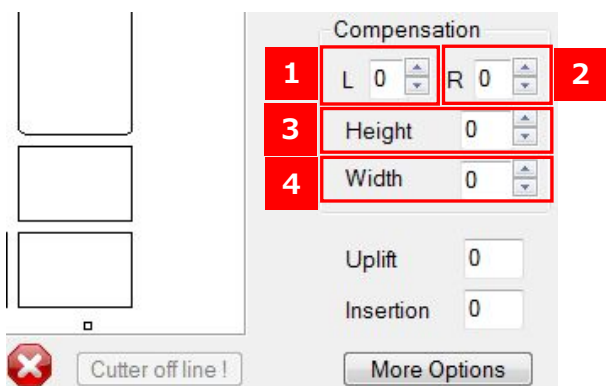 Compensation
1 L 0 R 0 2
3 Height 0
4 Width 0
Uplift 0
Insertion 0
Cutter off line ! More Options